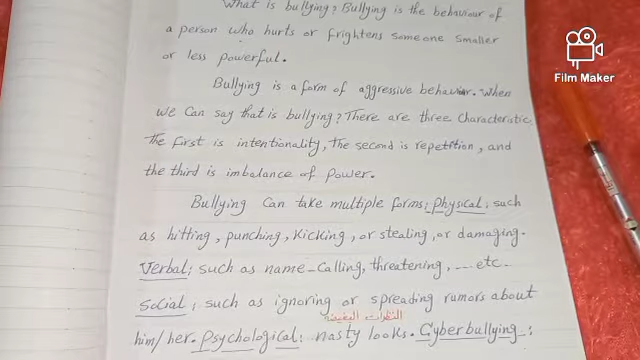 What is bullying? Bullying is the behaviour of
a person who hurts or frightens someone smaller
or less powerful.
Bullying is a form of aggressive behavior. When
we can say that is bullying? There are three characteristic:
the first is intentionality, the second is repetition, and
the third is imbalance of power.
Bullying can take multiple forms; physical: such
as hitting, punching, kicking, or stealing, or damaging.
Verbal; such as name-calling, threatening, ---- etc-
Social; such as ignoring or spreading rumors about
النظرات البغيضة
him/her. Psychological: nasty looks. Cyberbullying:
Film Maker